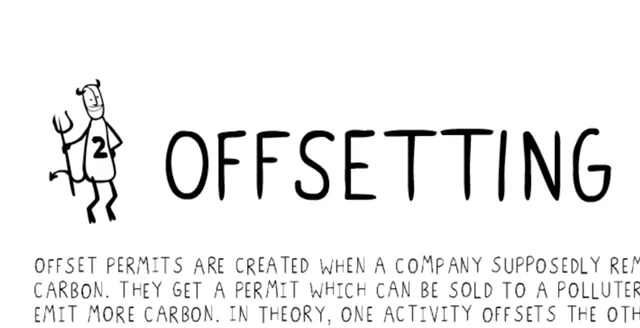 2
OFFSETTING
OFFSET PERMITS ARE CREATED WHEN A COMPANY SUPPOSEDLY
CARBON. THEY GET A PERMIT WHICH CAN BE SOLD TO A POLLUTER
EMIT MORE CARBON. IN THEORY, ONE ACTIVITY OFFSETS THE